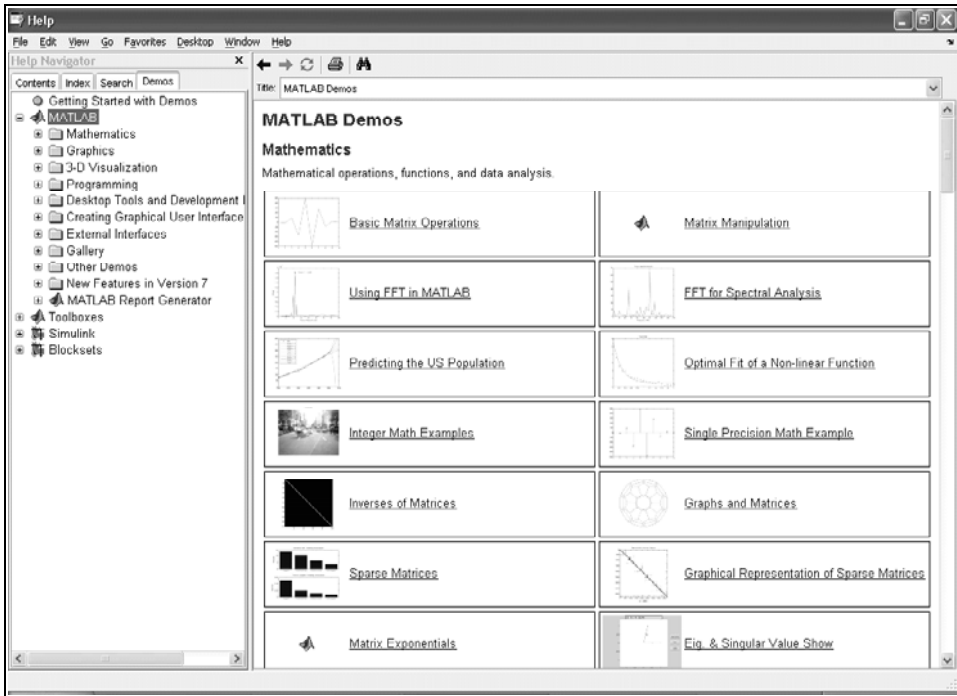 Help
File Edit View Go Favorites Desktop Window Help
Help Navigator
Contents Index Search Demos
Getting Started with Demos
MATLAB
Mathematics
Graphics
3-D Visualization
Programming
Desktop Tools and Development
Creating Graphical User Interface
External Interfaces
Gallery
Other Demos
New Features in Version 7
MATLAB Report Generator
Toolboxes
Simulink
Blocksets
Title: MATLAB Demos
MATLAB Demos
Mathematics
Mathematical operations, functions, and data analysis.
Basic Matrix Operations
Matrix Manipulation
Using FFT in MATLAB
FFT for Spectral Analysis
Predicting the US Population
Optimal Fit of a Non-linear Function
Integer Math Examples
Single Precision Math Example
Inverses of Matrices
Graphs and Matrices
Sparse Matrices
Graphical Representation of Sparse Matrices
Matrix Exponentials
Eig. & Singular Value Show